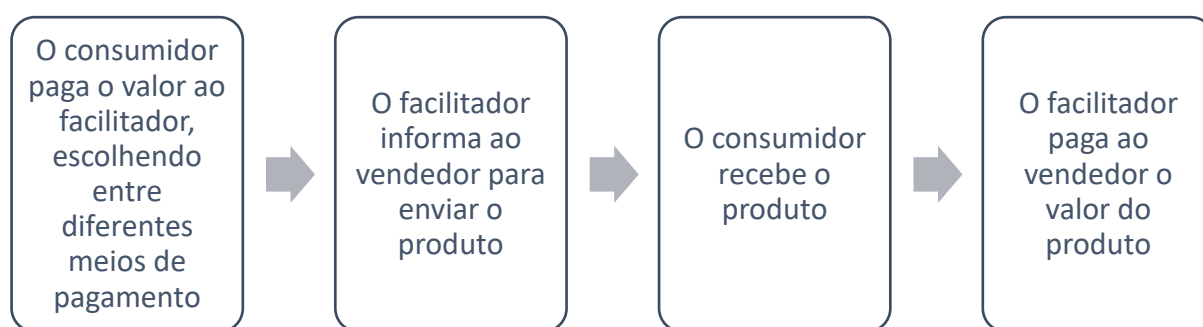 O consumidor
paga o valor ao
facilitador,
escolhendo
entre
diferentes
meios de
pagamento
O facilitador
informa ao
vendedor para
enviar o
produto
O consumidor
recebe o
produto
O facilitador
paga ao
vendedor o
valor do
produto